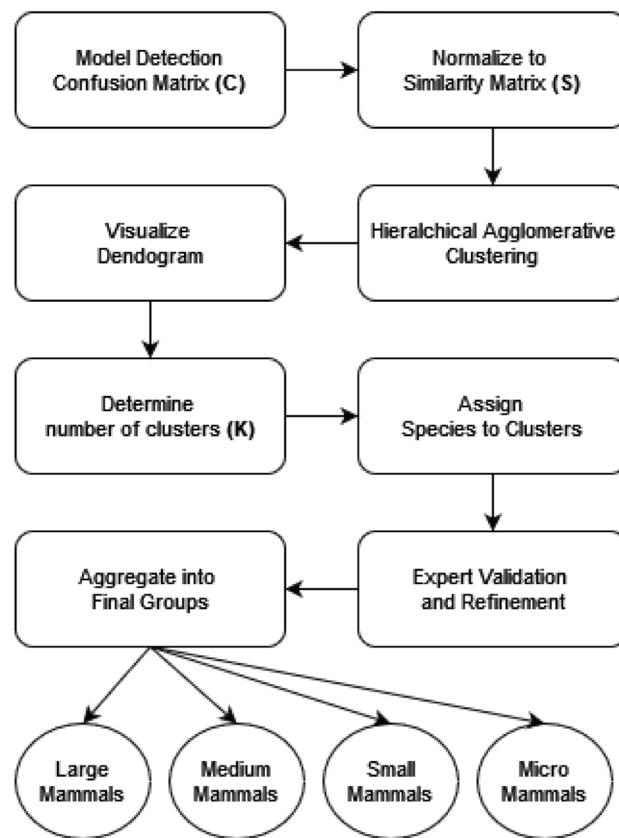 Model Detection
Confusion Matrix (C)
Normalize to
Similarity Matrix (S)
Hieralchical Agglomerative
Clustering
Visualize
Dendogram
Determine
number of clusters (K)
Assign
Species to Clusters
Expert Validation
and Refinement
Aggregate into
Final Groups
Large
Mammals
Medium
Mammals
Small
Mammals
Micro
Mammals